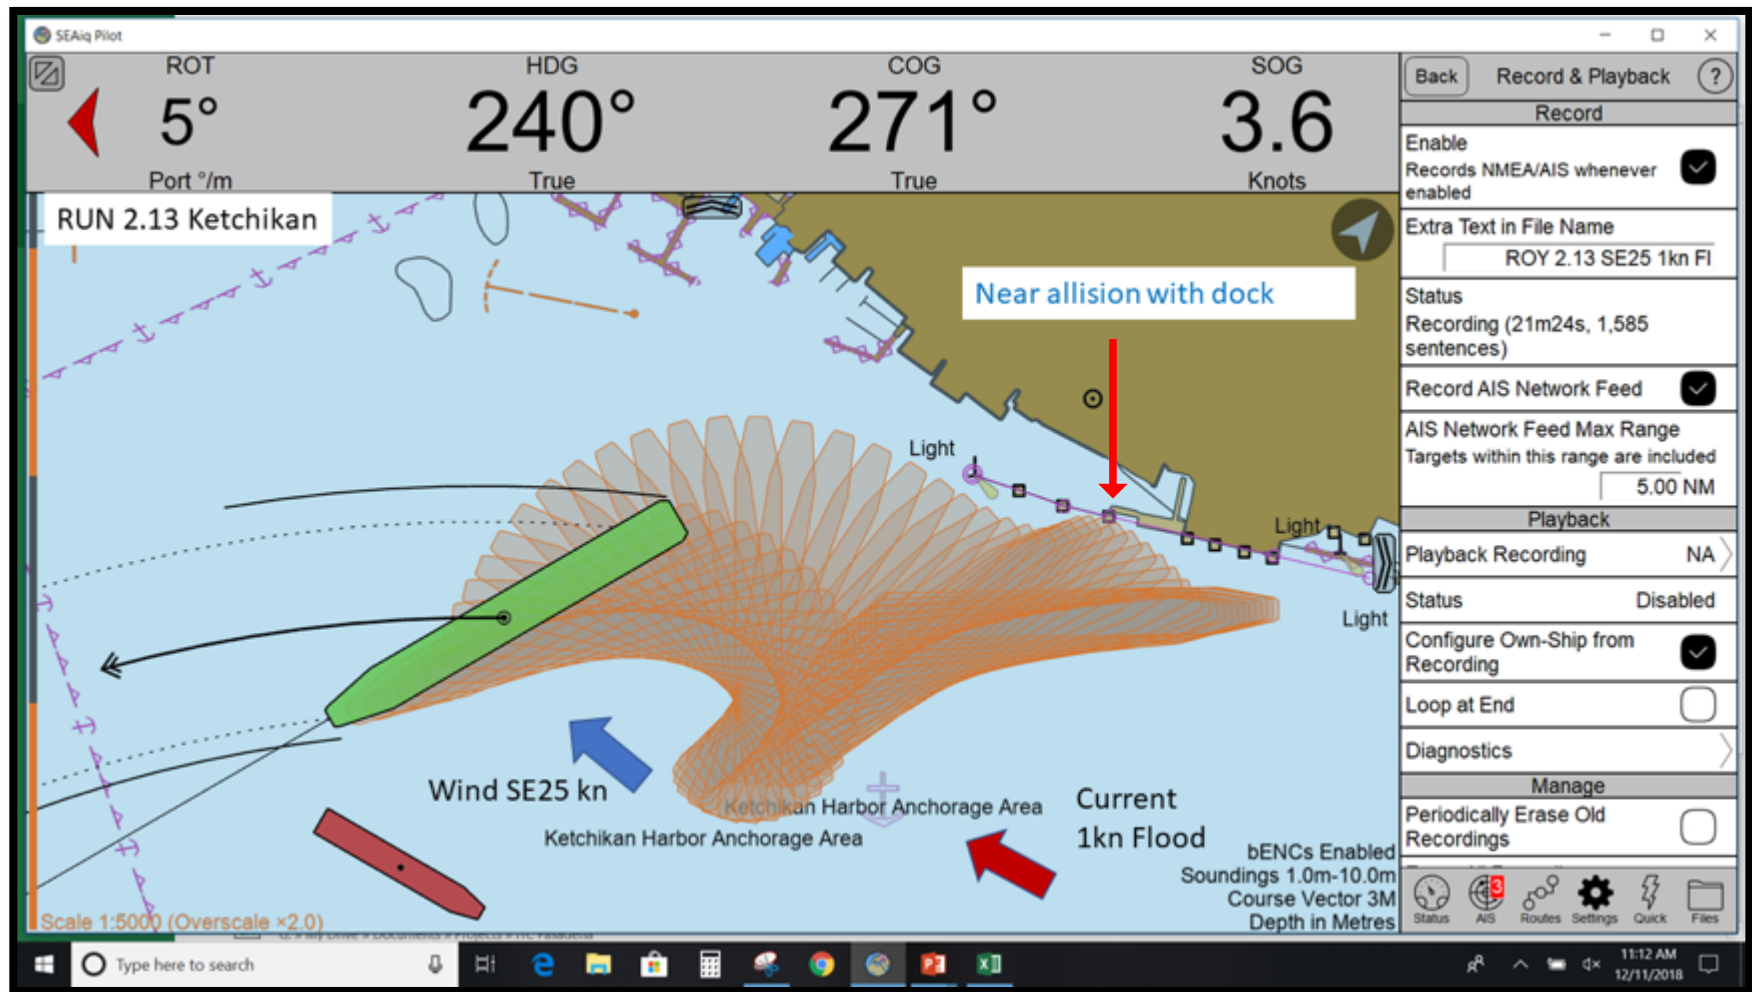 SEAiq Pilot
ROT
HDG
COG
SOG
5°
240°
271°
3.6
Port °/m
True
True
Knots
RUN 2.13 Ketchikan
Near allision with dock
Light
Light
Light
Wind SE25 kn
Current
1kn Flood
Ketchikan Harbor Anchorage Area
Ketchikan Harbor Anchorage Area
bENCs Enabled
Soundings 1.0m-10.0m
Course Vector 3M
Depth in Metres
Scale 1:5000 (Overscale ×2.0)
Back
Record & Playback
?
Record
Enable
Records NMEA/AIS whenever
enabled
Extra Text in File Name
ROY 2.13 SE25 1kn Fl
Status
Recording (21m24s, 1,585
sentences)
Record AIS Network Feed
AIS Network Feed Max Range
Targets within this range are included
5.00 NM
Playback
Playback Recording
NA
Status
Disabled
Configure Own-Ship from
Recording
Loop at End
Diagnostics
Manage
Periodically Erase Old
Recordings
3
Status
AIS
Routes
Settings
Quick
Files
Type here to search
11:12 AM
12/11/2018